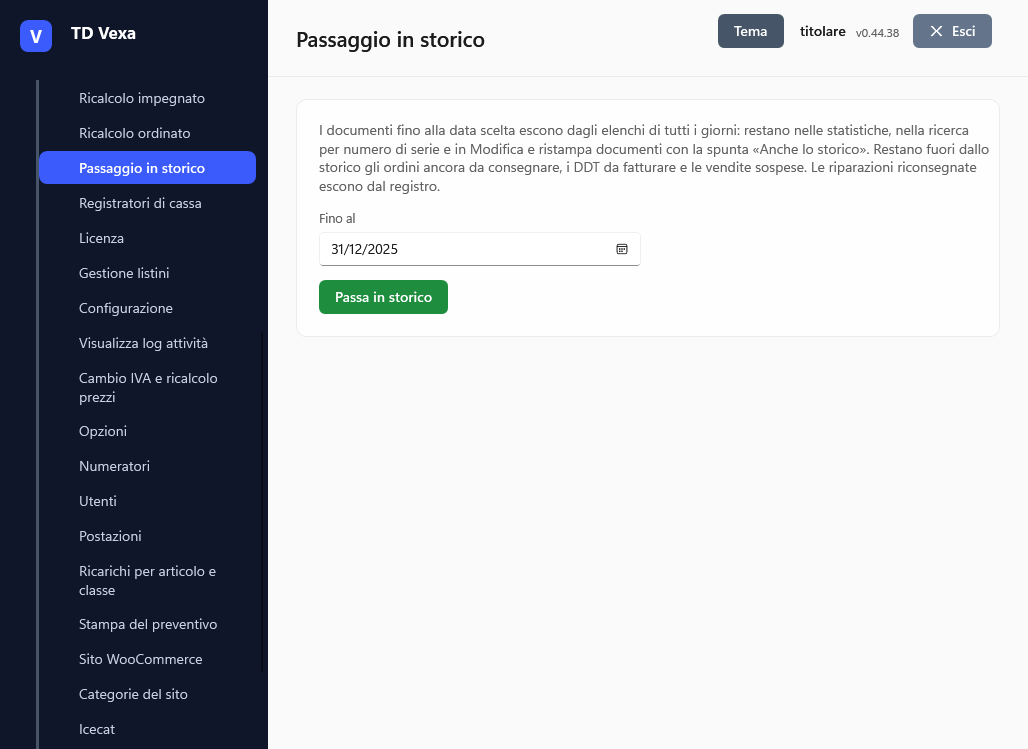 V
TD Vexa
Ricalcolo impegnato
Ricalcolo ordinato
Passaggio in storico
Registratori di cassa
Licenza
Gestione listini
Configurazione
Visualizza log attività
Cambio IVA e ricalcolo
prezzi
Opzioni
Numeratori
Utenti
Postazioni
Ricarichi per articolo e
classe
Stampa del preventivo
Sito WooCommerce
Categorie del sito
Icecat
Passaggio in storico
Tema
titolare
v0.44.38
Esci
I documenti fino alla data scelta escono dagli elenchi di tutti i giorni: restano nelle statistiche, nella ricerca
per numero di serie e in Modifica e ristampa documenti con la spunta «Anche lo storico». Restano fuori dallo
storico gli ordini ancora da consegnare, i DDT da fatturare e le vendite sospese. Le riparazioni riconsegnate
escono dal registro.
Fino al
31/12/2025
Passa in storico